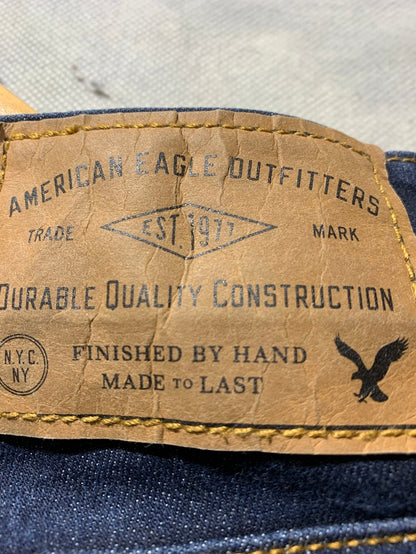 AMERICAN EAGLE OUTFITTERS
TRADE EST. 1977 MARK
DURABLE QUALITY CONSTRUCTION
N.Y.C.
NY
FINISHED BY HAND
MADE TO LAST